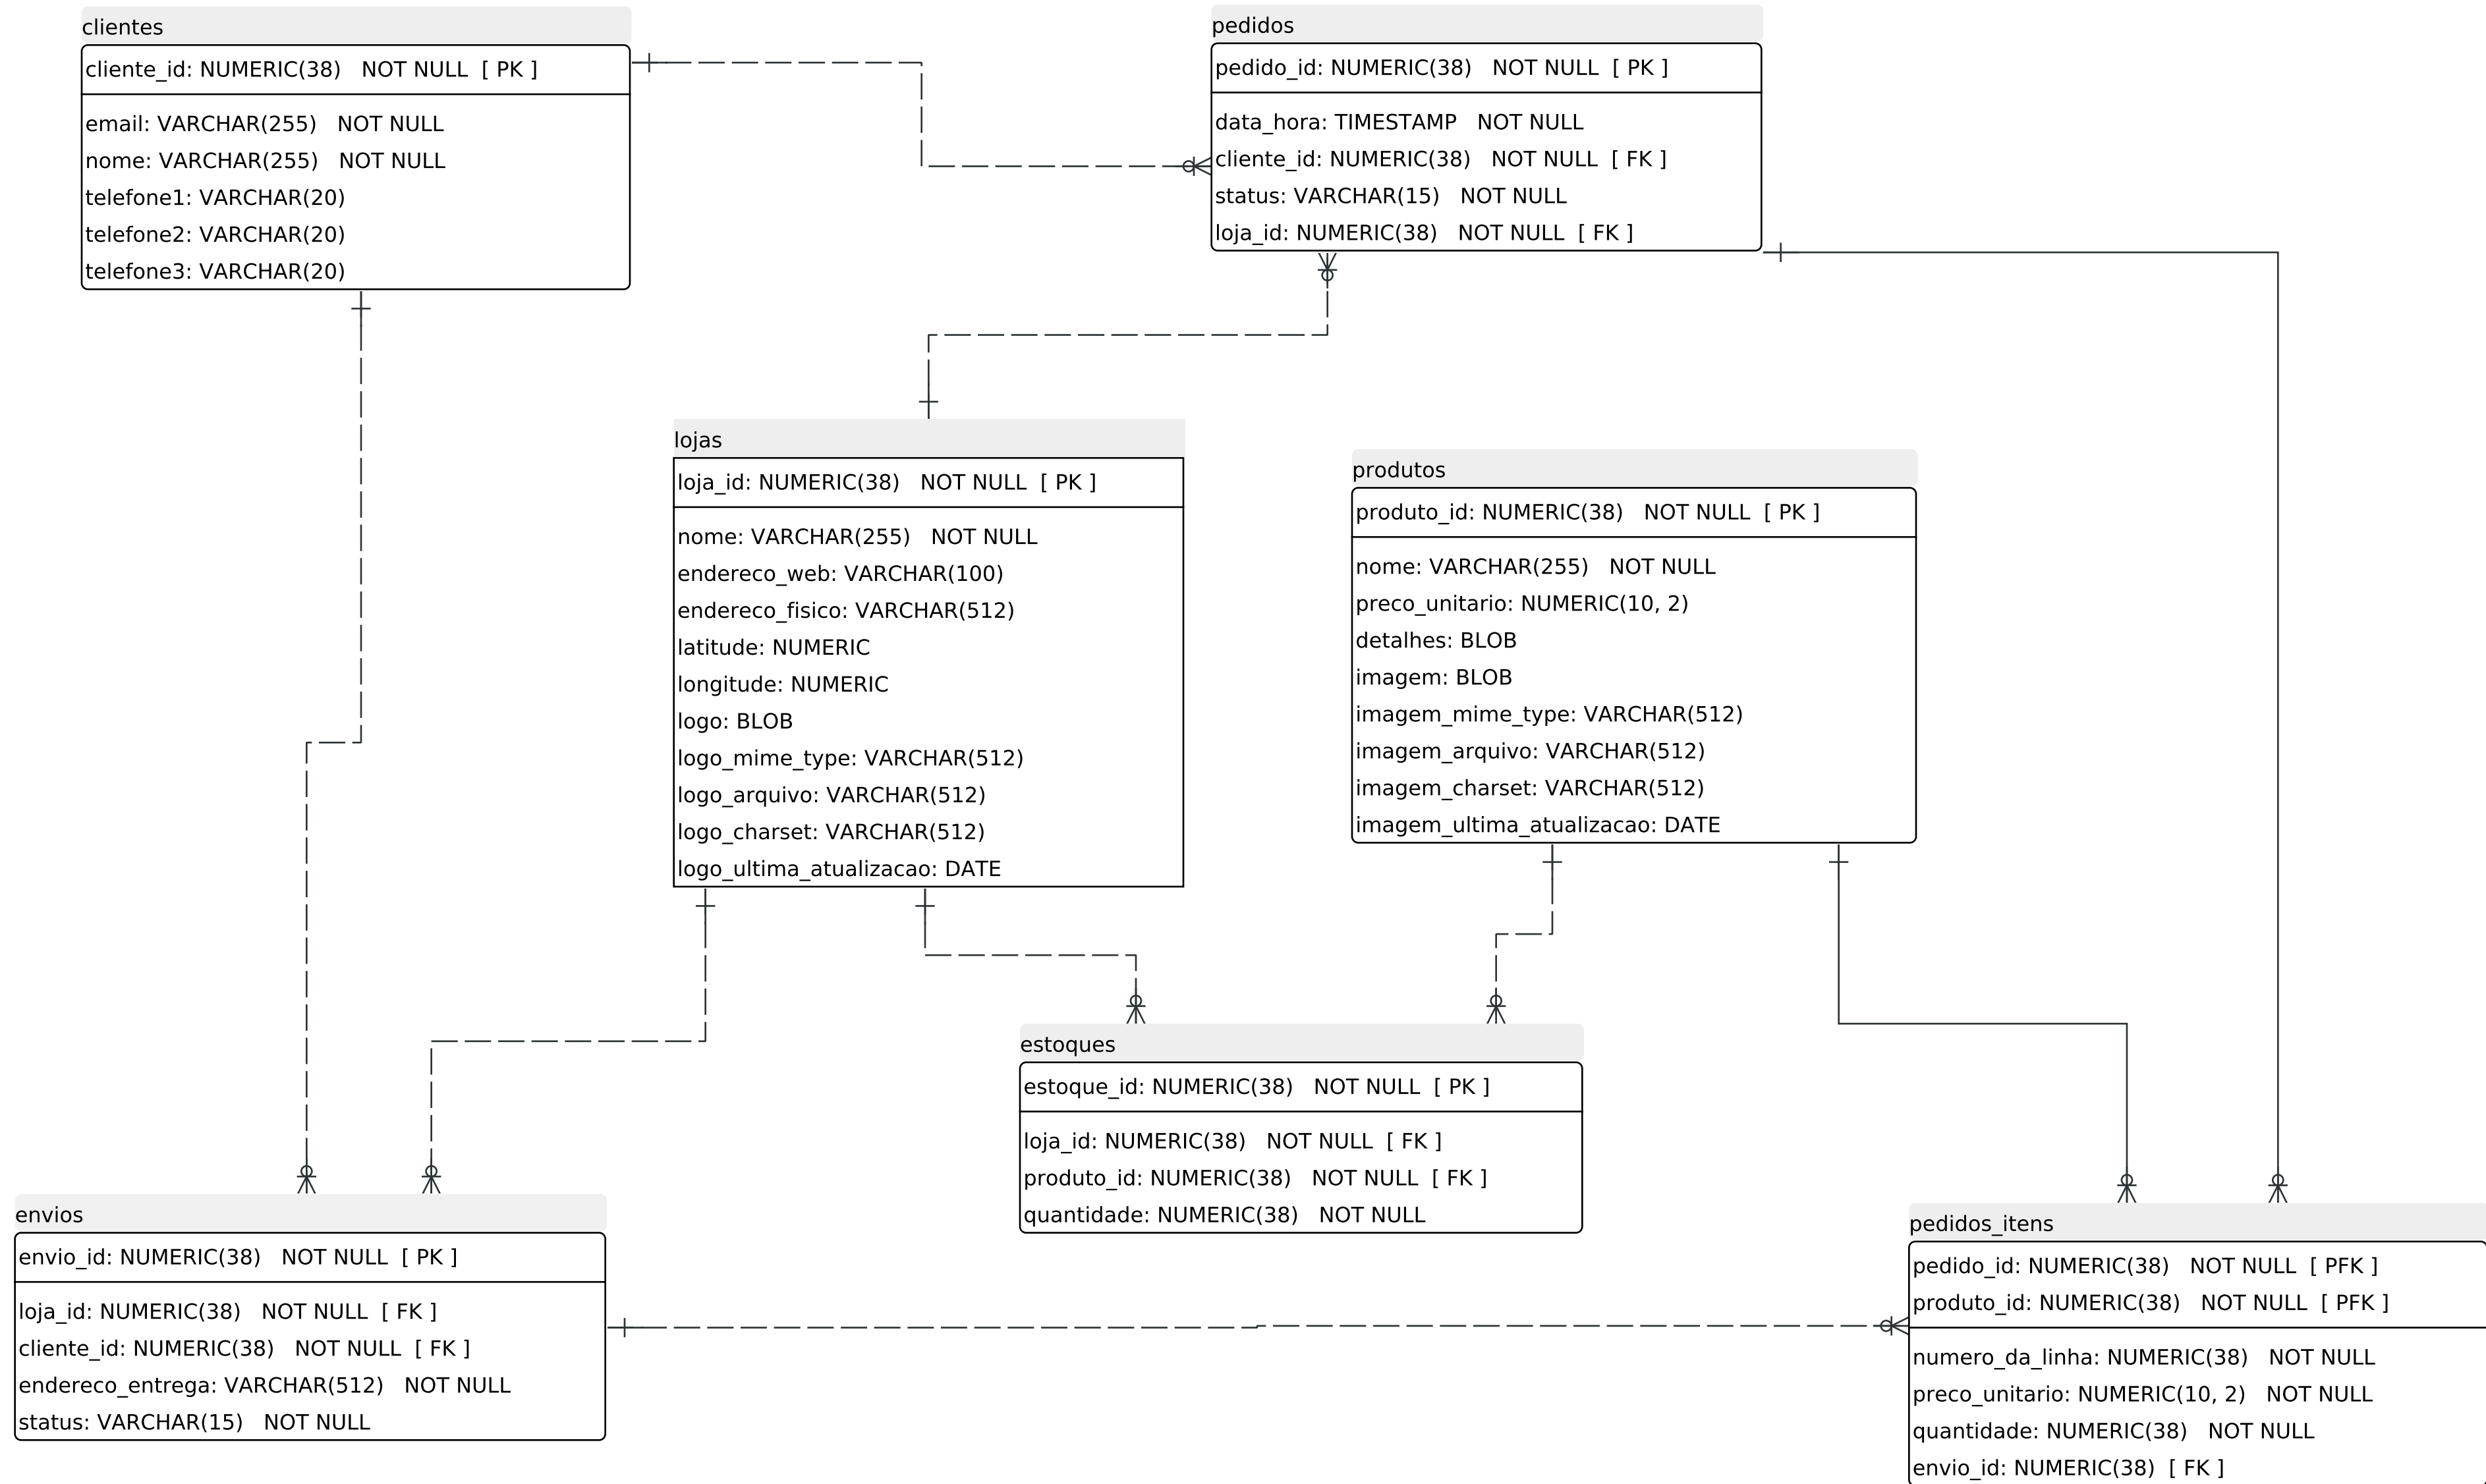 clientes
cliente_id: NUMERIC(38) NOT NULL [ PK ]
email: VARCHAR(255) NOT NULL
nome: VARCHAR(255) NOT NULL
telefone1: VARCHAR(20)
telefone2: VARCHAR(20)
telefone3: VARCHAR(20)
pedidos
pedido_id: NUMERIC(38) NOT NULL [ PK ]
data_hora: TIMESTAMP NOT NULL
cliente_id: NUMERIC(38) NOT NULL [ FK ]
status: VARCHAR(15) NOT NULL
loja_id: NUMERIC(38) NOT NULL [ FK ]
lojas
loja_id: NUMERIC(38) NOT NULL [ PK ]
nome: VARCHAR(255) NOT NULL
endereco_web: VARCHAR(100)
endereco_fisico: VARCHAR(512)
latitude: NUMERIC
longitude: NUMERIC
logo: BLOB
logo_mime_type: VARCHAR(512)
logo_arquivo: VARCHAR(512)
logo_charset: VARCHAR(512)
logo_ultima_atualizacao: DATE
produtos
produto_id: NUMERIC(38) NOT NULL [ PK ]
nome: VARCHAR(255) NOT NULL
preco_unitario: NUMERIC(10, 2)
detalhes: BLOB
imagem: BLOB
imagem_mime_type: VARCHAR(512)
imagem_arquivo: VARCHAR(512)
imagem_charset: VARCHAR(512)
imagem_ultima_atualizacao: DATE
estoques
estoque_id: NUMERIC(38) NOT NULL [ PK ]
loja_id: NUMERIC(38) NOT NULL [ FK ]
produto_id: NUMERIC(38) NOT NULL [ FK ]
quantidade: NUMERIC(38) NOT NULL
envios
envio_id: NUMERIC(38) NOT NULL [ PK ]
loja_id: NUMERIC(38) NOT NULL [ FK ]
cliente_id: NUMERIC(38) NOT NULL [ FK ]
endereco_entrega: VARCHAR(512) NOT NULL
status: VARCHAR(15) NOT NULL
pedidos_itens
pedido_id: NUMERIC(38) NOT NULL [ PFK ]
produto_id: NUMERIC(38) NOT NULL [ PFK ]
numero_da_linha: NUMERIC(38) NOT NULL
preco_unitario: NUMERIC(10, 2) NOT NULL
quantidade: NUMERIC(38) NOT NULL
envio_id: NUMERIC(38) [ FK ]